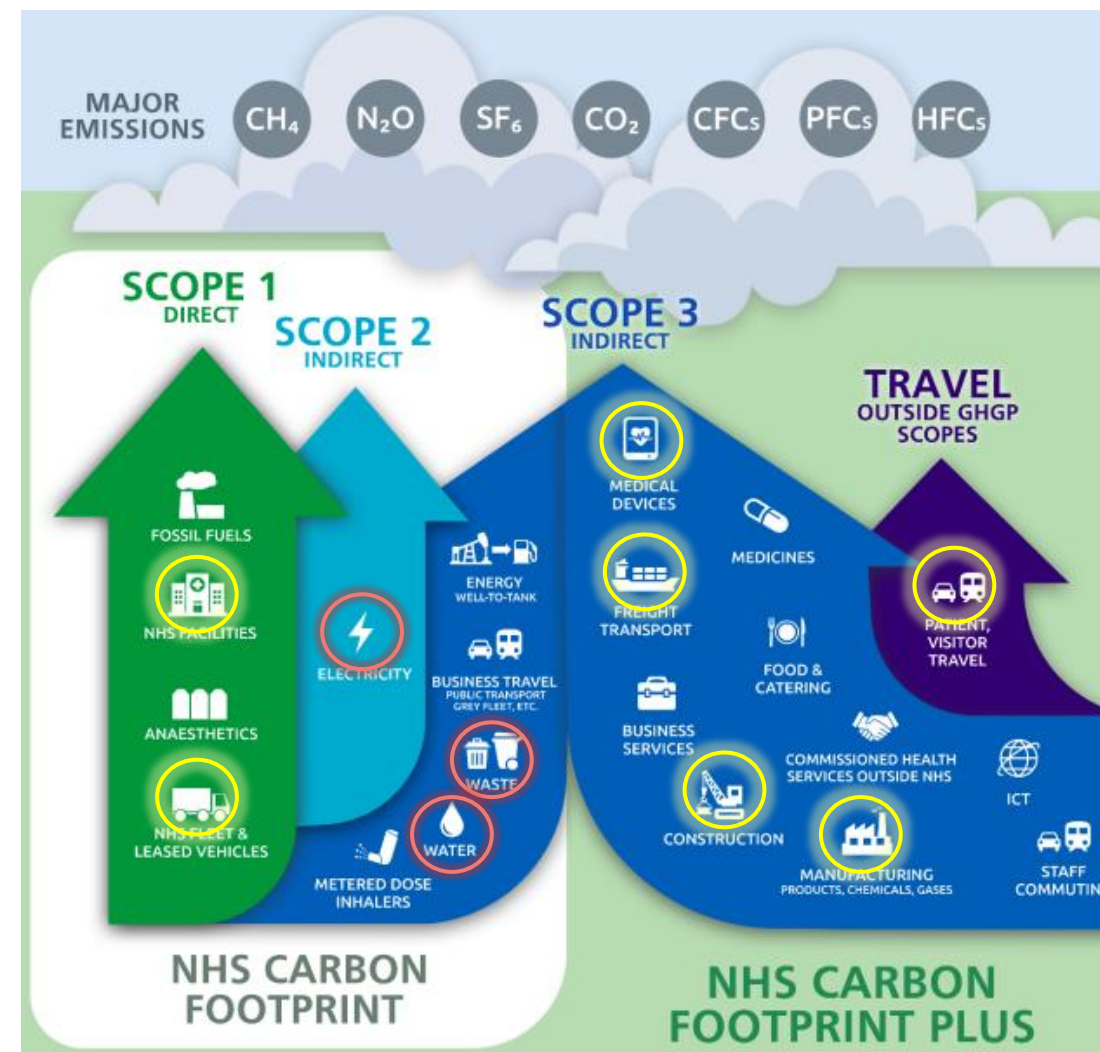 MAJOR
EMISSIONS
CH₄
N₂O
SF₆
CO₂
CFCs
PFCs
HFCs
SCOPE 1
DIRECT
SCOPE 2
INDIRECT
SCOPE 3
INDIRECT
TRAVEL
OUTSIDE GHGP
SCOPES
FOSSIL FUELS
NHS FACILITIES
ANAESTHETICS
NHS FLEET &
LEASED VEHICLES
ELECTRICITY
ENERGY
WELL-TO-TANK
BUSINESS TRAVEL
PUBLIC TRANSPORT
GREY FLEET, ETC.
WASTE
WATER
METERED DOSE
INHALERS
MEDICAL
DEVICES
FREIGHT
TRANSPORT
BUSINESS
SERVICES
CONSTRUCTION
MEDICINES
FOOD &
CATERING
COMMISSIONED HEALTH
SERVICES OUTSIDE NHS
MANUFACTURING
PRODUCTS, CHEMICALS, GASES
PATIENT,
VISITOR
TRAVEL
ICT
STAFF
COMMUTIN
NHS CARBON
FOOTPRINT
NHS CARBON
FOOTPRINT PLUS